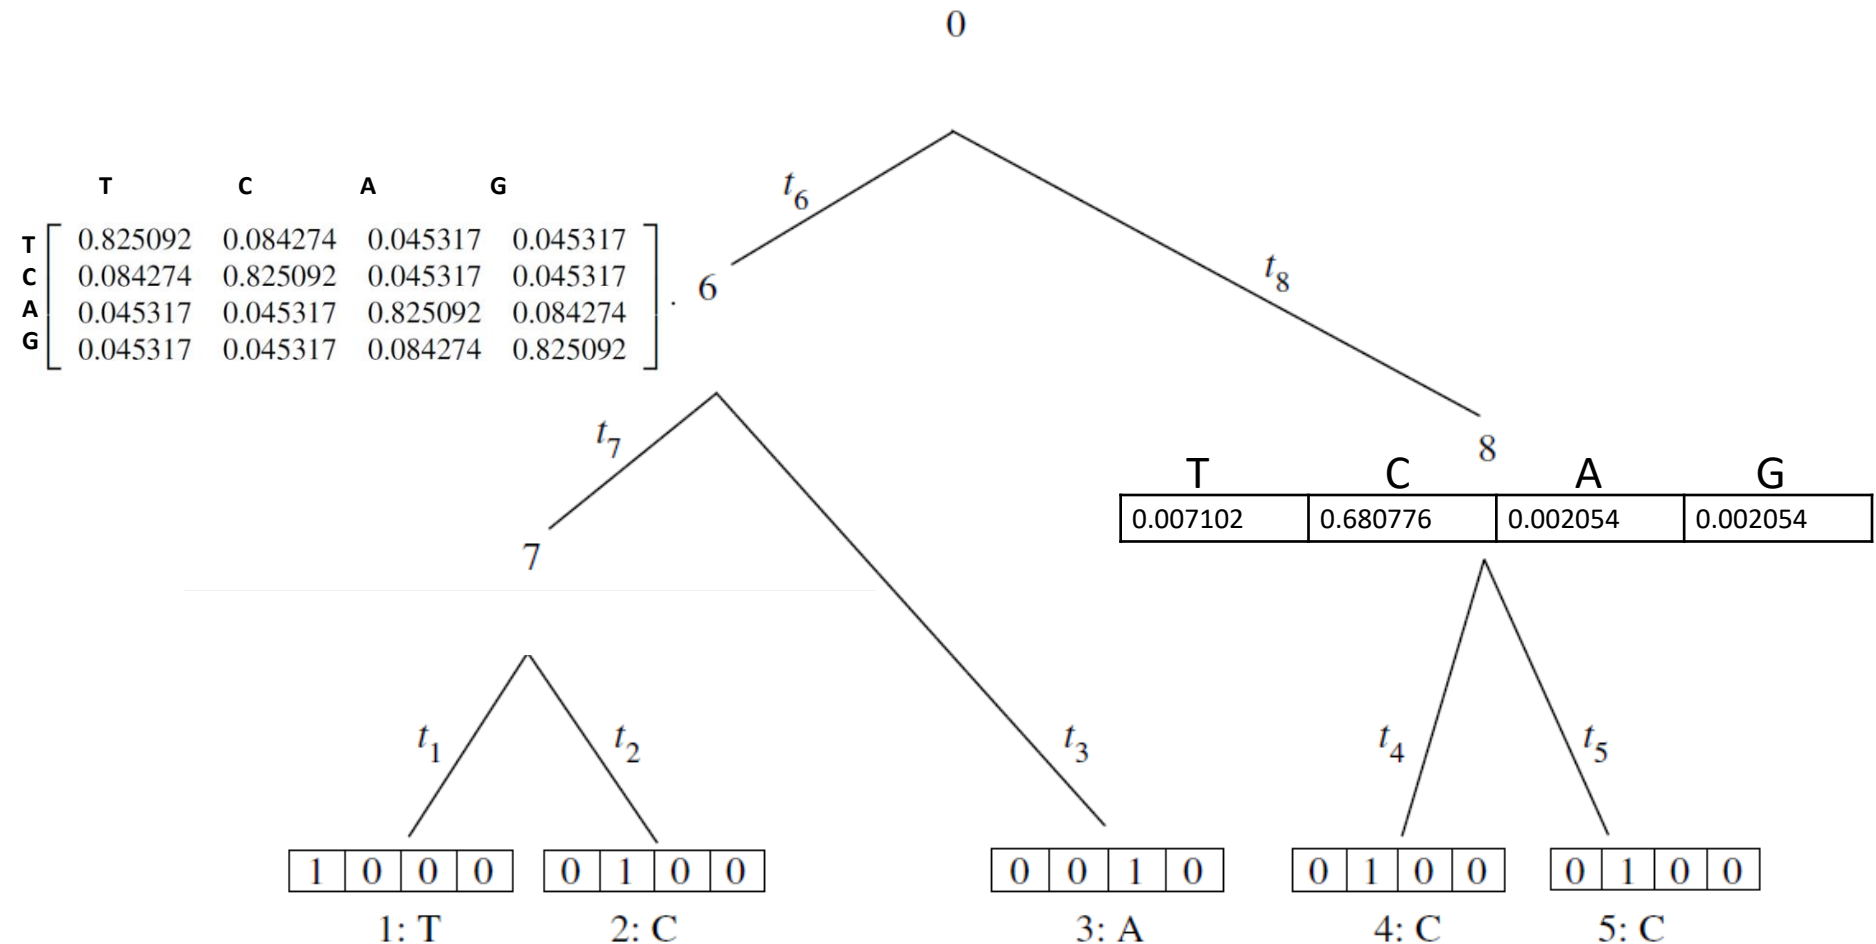 0
t6
T C A G
T 0.825092 0.084274 0.045317 0.045317
C 0.084274 0.825092 0.045317 0.045317
A 0.045317 0.045317 0.825092 0.084274
G 0.045317 0.045317 0.084274 0.825092
. 6
t8
t7
8
T C A G
0.007102 0.680776 0.002054 0.002054
7
t1 t2 t3 t4 t5
1 0 0 0 0 1 0 0 0 0 1 0 0 1 0 0 0 1 0 0
1: T 2: C 3: A 4: C 5: C